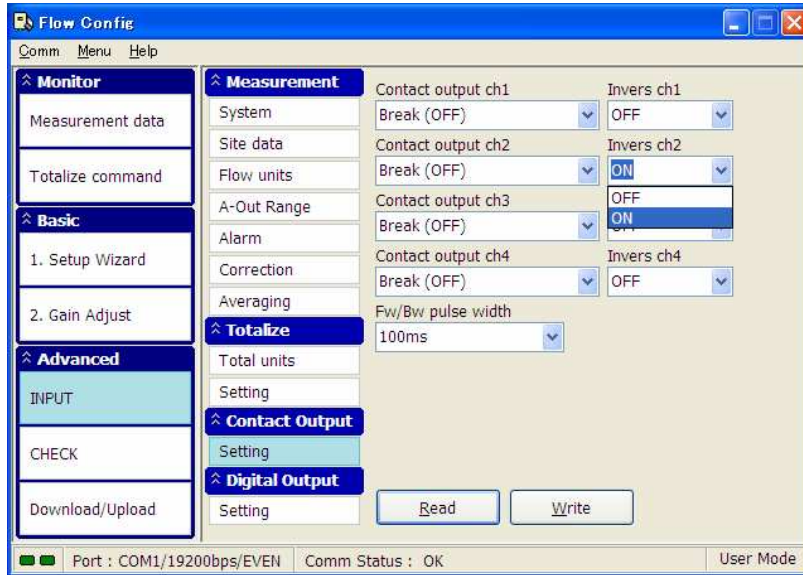 Flow Config
Comm Menu Help
Monitor
Measurement data
Totalize command
Basic
1. Setup Wizard
2. Gain Adjust
Advanced
INPUT
CHECK
Download/Upload
Measurement
System
Site data
Flow units
A-Out Range
Alarm
Correction
Averaging
Totalize
Total units
Setting
Contact Output
Setting
Digital Output
Setting
Contact output ch1 Invers ch1
Break (OFF) OFF
Contact output ch2 Invers ch2
Break (OFF) ON
Contact output ch3 OFF
Break (OFF) ON
Contact output ch4 Invers ch4
Break (OFF) OFF
Fw/Bw pulse width
100ms
Read Write
Port : COM1/19200bps/EVEN Comm Status : OK User Mode